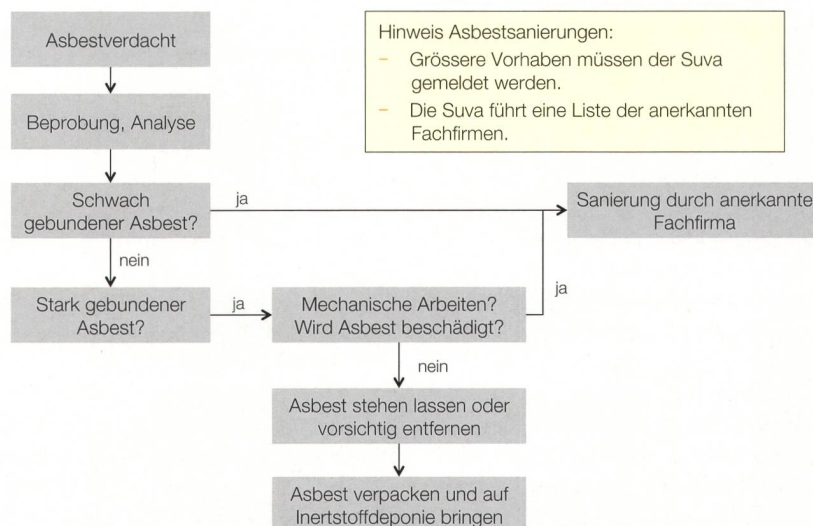 Asbestverdacht
Hinweis Asbestsanierungen:
– Grössere Vorhaben müssen der Suva
gemeldet werden.
– Die Suva führt eine Liste der anerkannten
Fachfirmen.
Beprobung, Analyse
Schwach
gebundener Asbest?
ja
Sanierung durch anerkannte
Fachfirma
nein
Stark gebundener
Asbest?
ja
Mechanische Arbeiten?
Wird Asbest beschädigt?
ja
nein
Asbest stehen lassen oder
vorsichtig entfernen
Asbest verpacken und auf
Inertstoffdeponie bringen